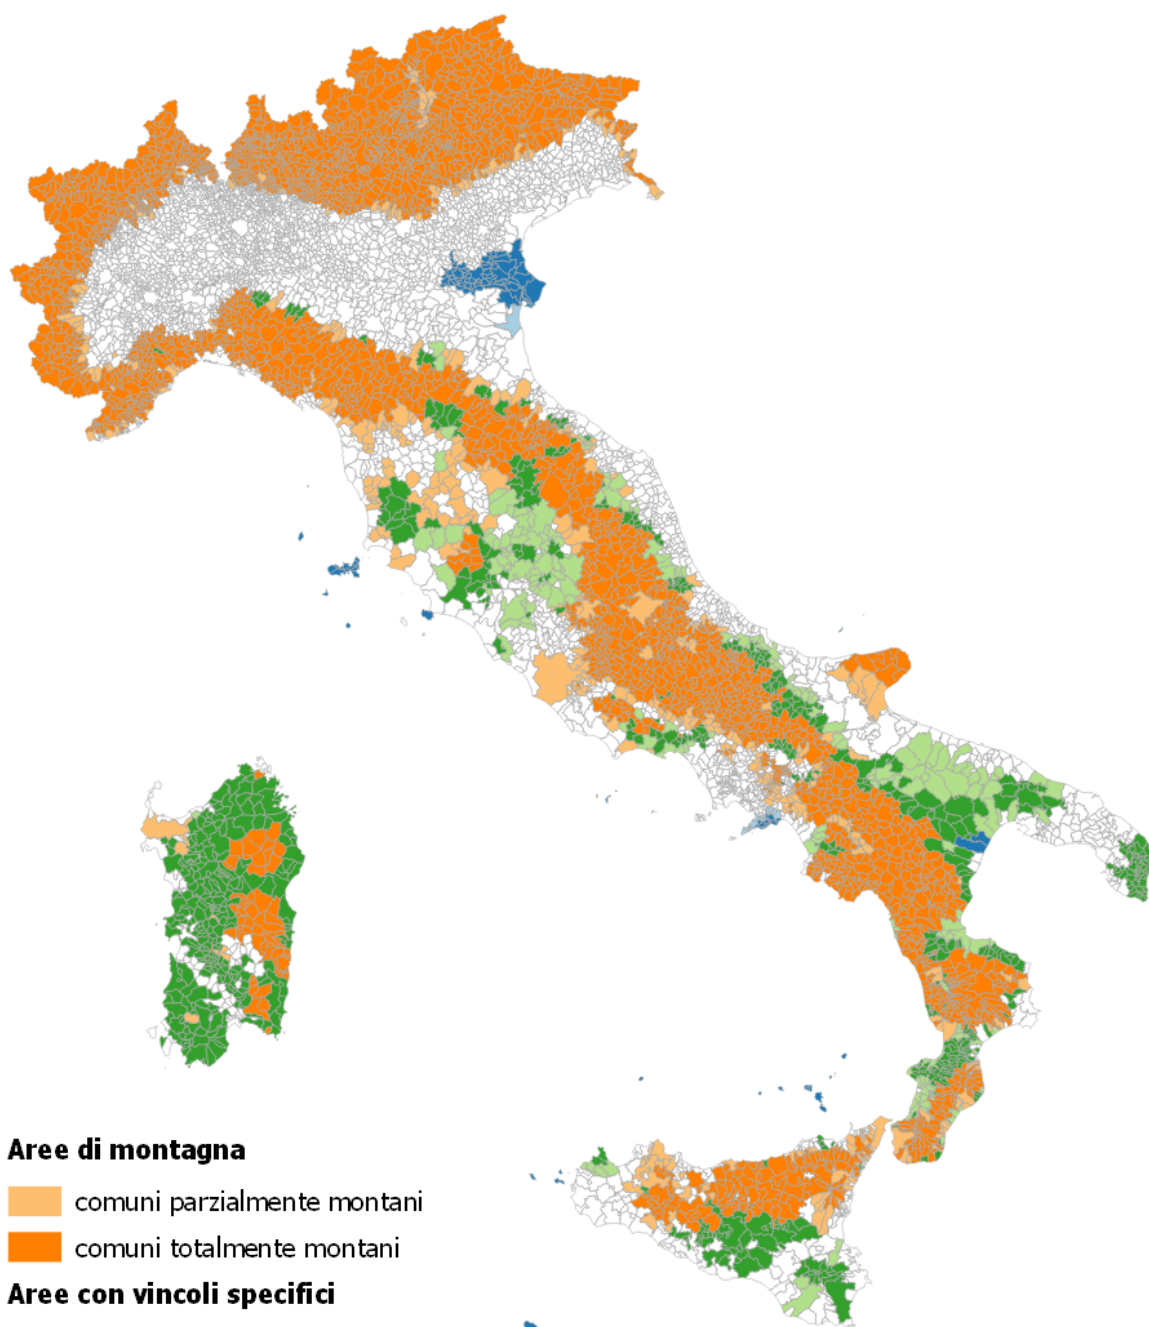 Aree di montagna
comuni parzialmente montani
comuni totalmente montani
Aree con vincoli specifici